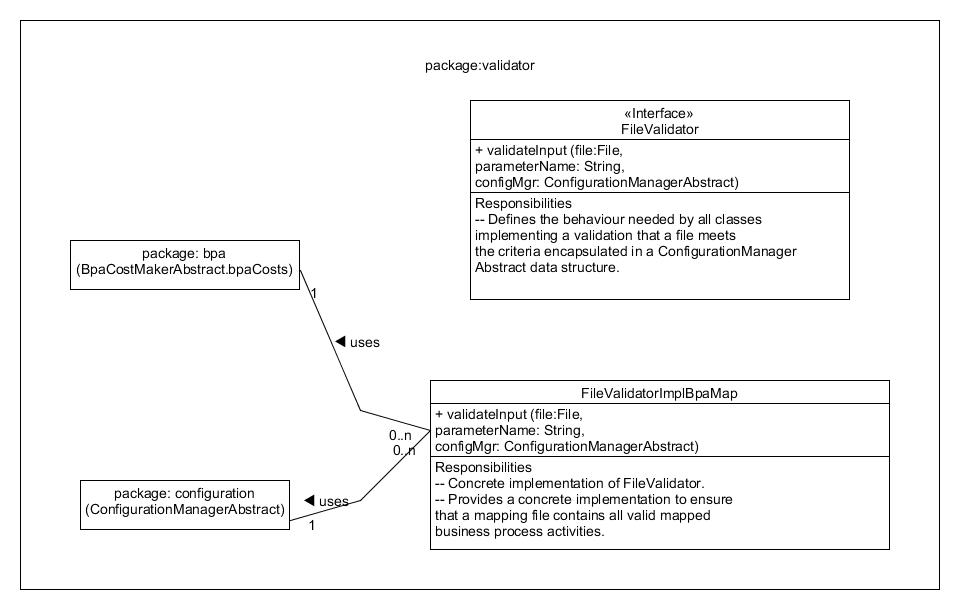 package:validator
«Interface»
FileValidator
+ validateInput (file:File,
parameterName: String,
configMgr: ConfigurationManagerAbstract)
Responsibilities
-- Defines the behaviour needed by all classes
implementing a validation that a file meets
the criteria encapsulated in a ConfigurationManager
Abstract data structure.
package: bpa
(BpaCostMakerAbstract.bpaCosts)
1
◀ uses
FileValidatorImplBpaMap
+ validateInput (file:File,
parameterName: String,
configMgr: ConfigurationManagerAbstract)
0..n
0..n
Responsibilities
-- Concrete implementation of FileValidator.
-- Provides a concrete implementation to ensure
that a mapping file contains all valid mapped
business process activities.
package: configuration
(ConfigurationManagerAbstract)
◀ uses
1